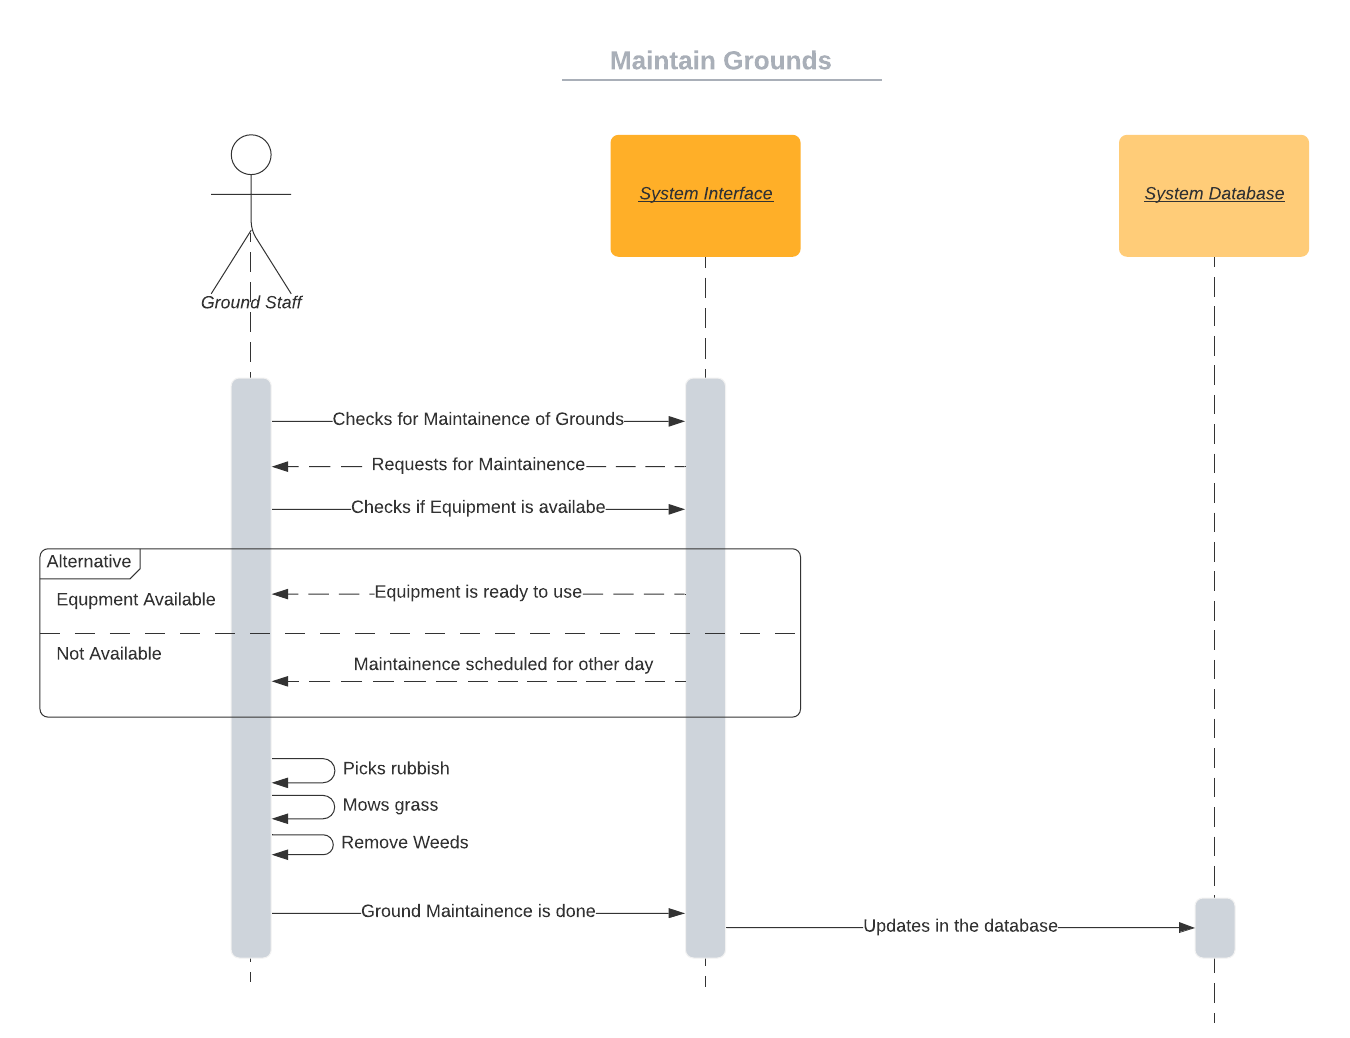 Maintain Grounds
System Interface
System Database
Ground Staff
Checks for Maintainence of Grounds
Requests for Maintainence
Checks if Equipment is availabe
Alternative
Equpment Available
Equipment is ready to use
Not Available
Maintainence scheduled for other day
Picks rubbish
Mows grass
Remove Weeds
Ground Maintainence is done
Updates in the database